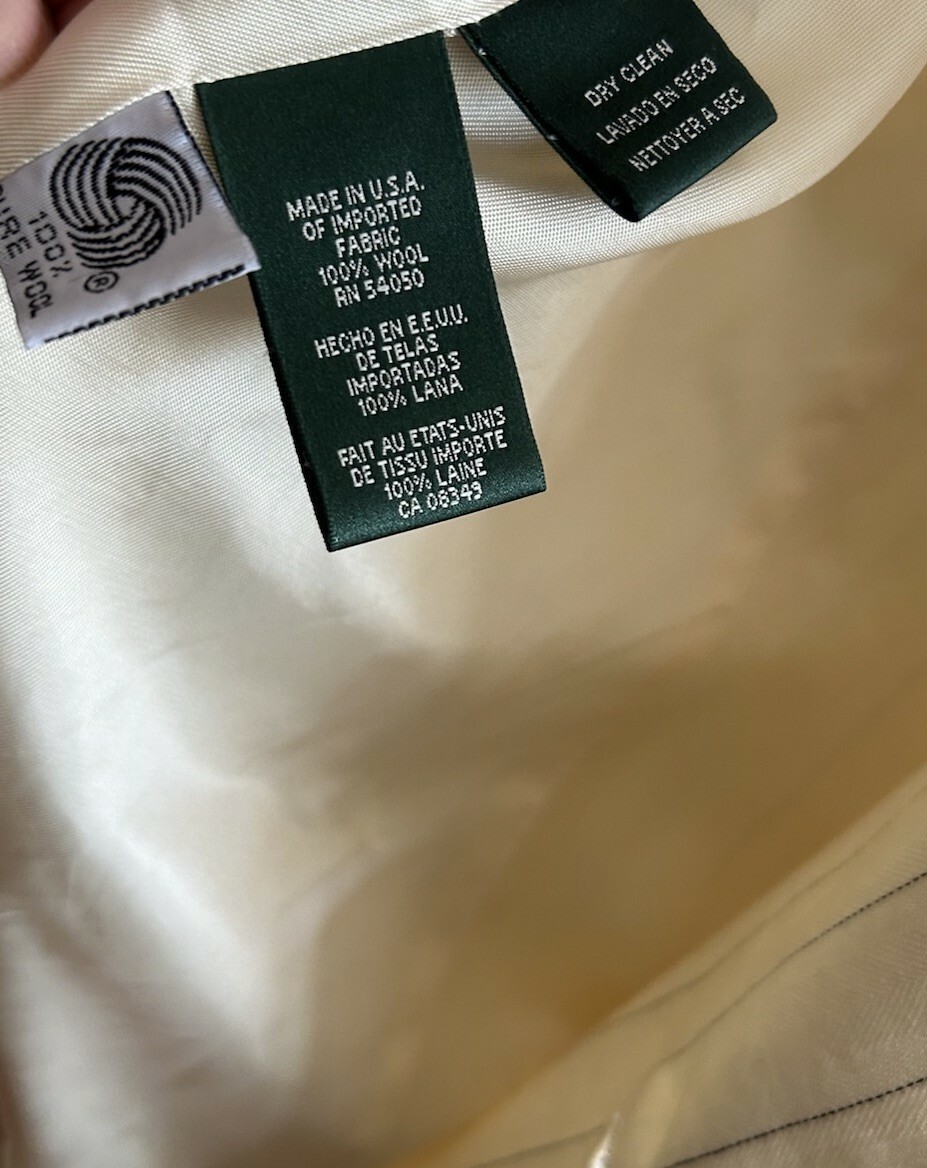 100%
PURE WOOL
®
MADE IN U.S.A.
OF IMPORTED
FABRIC
100% WOOL
RN 54050
HECHO EN E.E.U.U.
DE TELAS
IMPORTADAS
100% LANA
FAIT AU ETATS-UNIS
DE TISSU IMPORTE
100% LAINE
CA 08349
DRY CLEAN
LAVADO EN SECO
NETTOYER A SEC